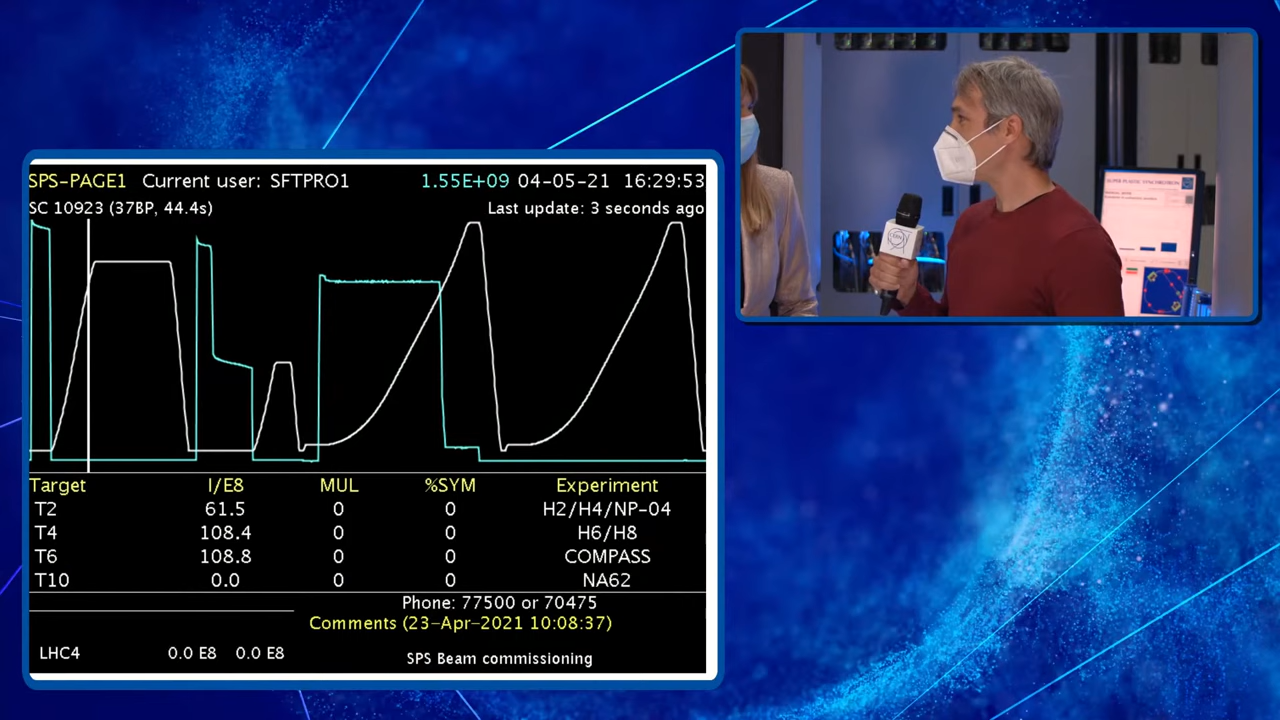 SPS-PAGE1 Current user: SFTPRO1 1.55E+09 04-05-21 16:29:53
SC 10923 (37BP, 44.4s) Last update: 3 seconds ago
Target I/E8 MUL %SYM Experiment
T2 61.5 0 0 H2/H4/NP-04
T4 108.4 0 0 H6/H8
T6 108.8 0 0 COMPASS
T10 0.0 0 0 NA62
Phone: 77500 or 70475
Comments (23-Apr-2021 10:08:37)
LHC4 0.0 E8 0.0 E8 SPS Beam commissioning
CERN
SUPER PROTON SYNCHROTRON